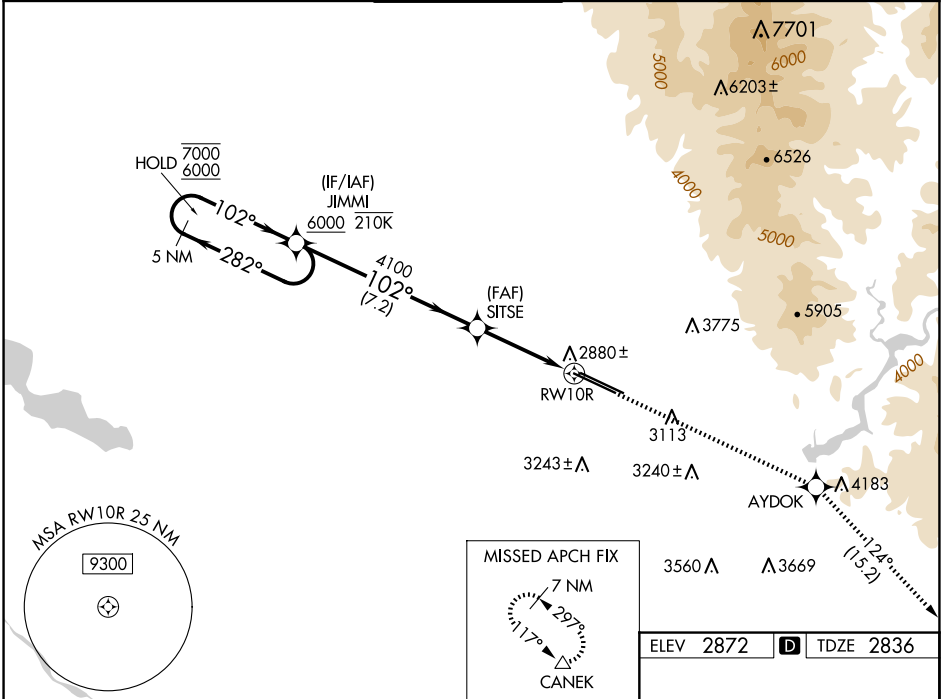 7701
6000
5000
6203±
6526
HOLD 7000
6000
(IF/IAF)
JIMMI
6000 210K
4000
102°
5 NM
282°
5000
4100
102°
(7.2)
(FAF)
SITSE
5905
3775
2880±
4000
RW10R
3113
3243±
3240±
4183
AYDOK
MSA RW10R 25 NM
9300
124°
(15.2)
MISSED APCH FIX
3560
3669
7 NM
297°
117°
CANEK
ELEV 2872 D TDZE 2836